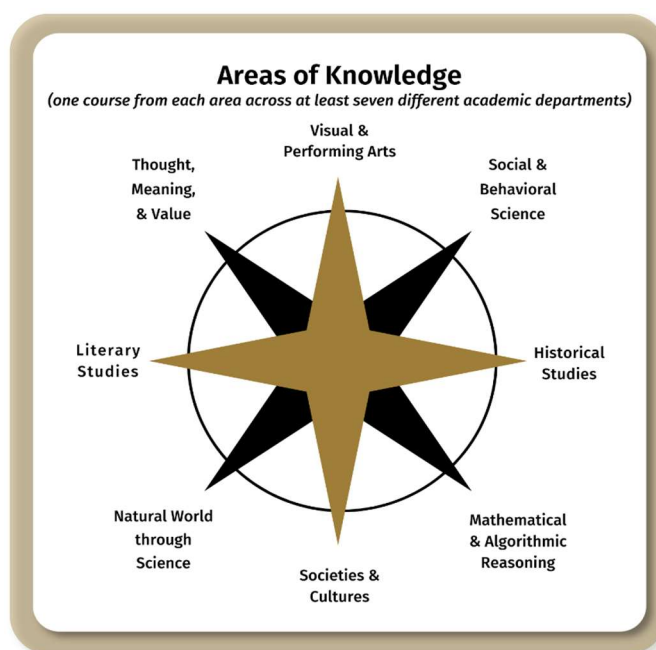 Areas of Knowledge
(one course from each area across at least seven different academic departments)
Visual &
Performing Arts
Thought,
Meaning,
& Value
Social &
Behavioral
Science
Literary
Studies
Historical
Studies
Natural World
through
Science
Mathematical
& Algorithmic
Reasoning
Societies &
Cultures